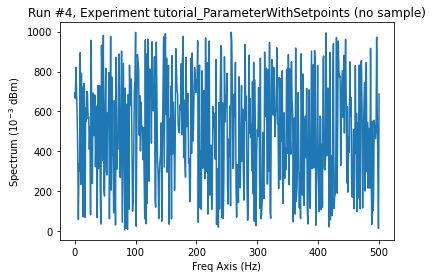 Run #4, Experiment tutorial_ParameterWithSetpoints (no sample)
1000
800
600
400
200
0
Spectrum (10⁻³ dBm)
0 100 200 300 400 500
Freq Axis (Hz)